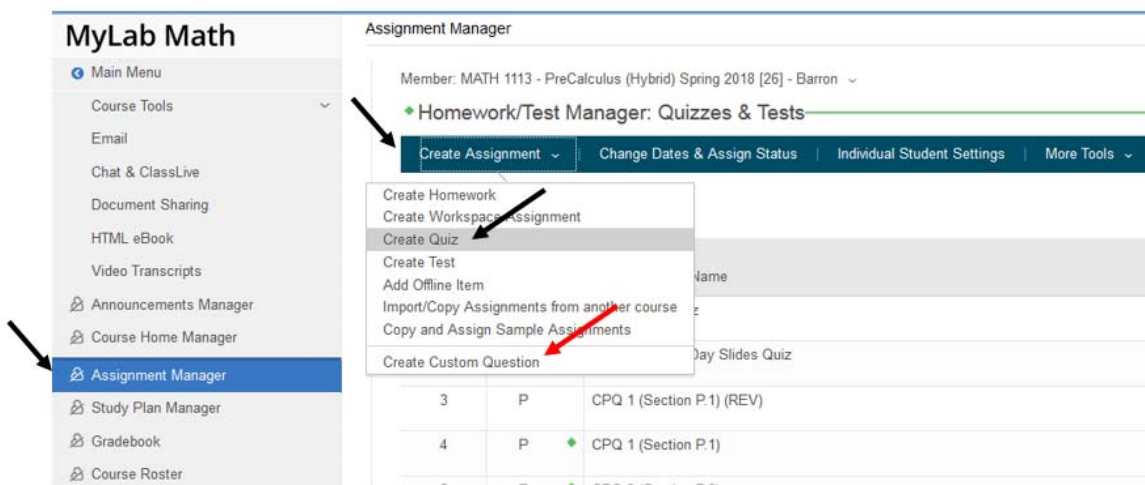 MyLab Math
Main Menu
Course Tools
Email
Chat & ClassLive
Document Sharing
HTML eBook
Video Transcripts
Announcements Manager
Course Home Manager
Assignment Manager
Study Plan Manager
Gradebook
Course Roster
Assignment Manager
Member: MATH 1113 - PreCalculus (Hybrid) Spring 2018 [26] - Barron
Homework/Test Manager: Quizzes & Tests
Create Assignment | Change Dates & Assign Status | Individual Student Settings | More Tools
Create Homework
Create Workspace Assignment
Create Quiz
Create Test
Add Offline Item
Import/Copy Assignments from another course
Copy and Assign Sample Assignments
Create Custom Question
Name
Day Slides Quiz
3 P CPQ 1 (Section P.1) (REV)
4 P CPQ 1 (Section P.1)